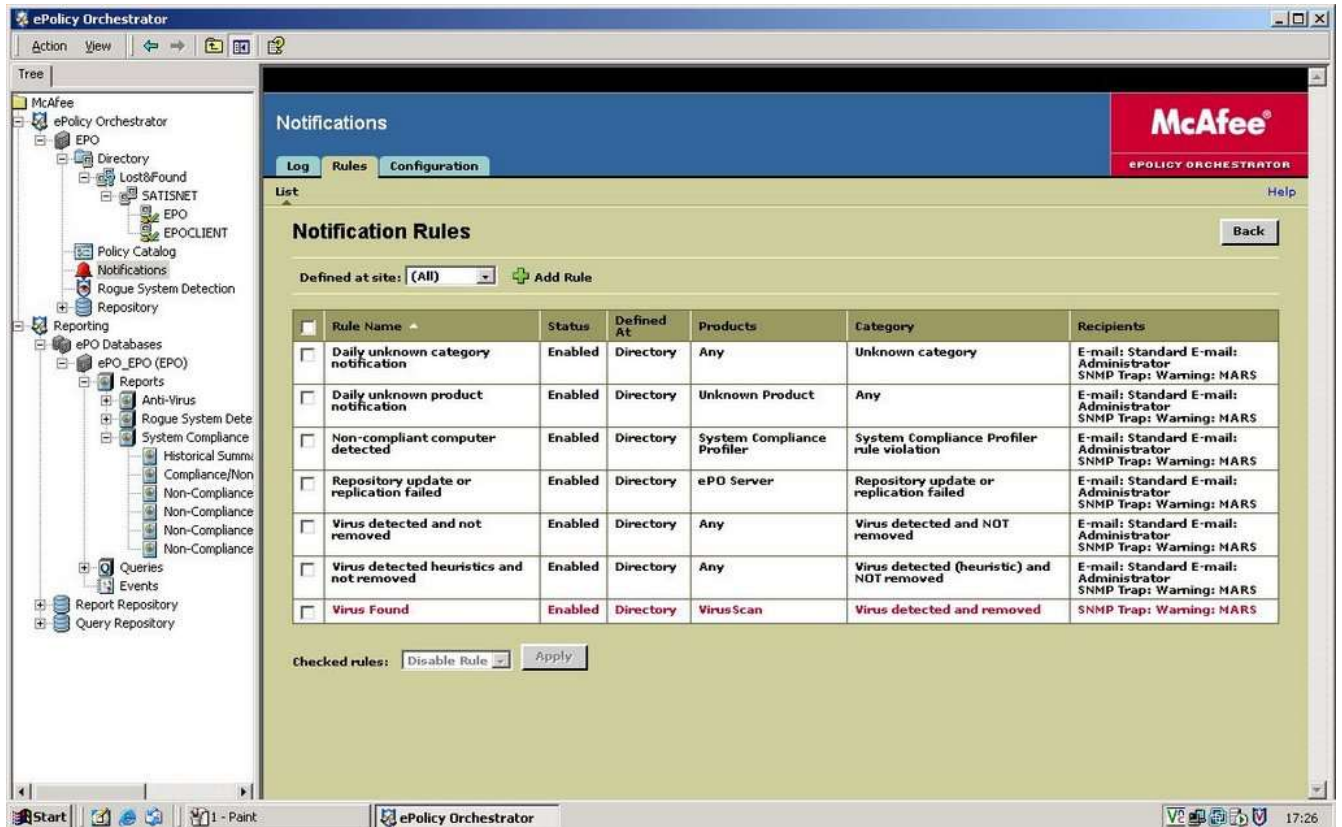 ePolicy Orchestrator
Action View
Tree
McAfee
ePolicy Orchestrator
EPO
Directory
Lost&Found
SATISNET
EPO
EPOCLIENT
Policy Catalog
Notifications
Rogue System Detection
Repository
Reporting
ePO Databases
ePO_EPO (EPO)
Reports
Anti-Virus
Rogue System Dete
System Compliance
Historical Summa
Compliance/Non
Non-Compliance
Non-Compliance
Non-Compliance
Non-Compliance
Queries
Events
Report Repository
Query Repository
Notifications
McAfee®
EPOLICY ORCHESTRATOR
Log Rules Configuration
List Help
Notification Rules Back
Defined at site: (All) Add Rule
Rule Name Status Defined At Products Category Recipients
Daily unknown category Enabled Directory Any Unknown category E-mail: Standard E-mail:
notification Administrator
SNMP Trap: Warning: MARS
Daily unknown product Enabled Directory Unknown Product Any E-mail: Standard E-mail:
notification Administrator
SNMP Trap: Warning: MARS
Non-compliant computer Enabled Directory System Compliance System Compliance Profiler E-mail: Standard E-mail:
detected Profiler rule violation Administrator
SNMP Trap: Warning: MARS
Repository update or Enabled Directory ePO Server Repository update or E-mail: Standard E-mail:
replication failed replication failed Administrator
SNMP Trap: Warning: MARS
Virus detected and not Enabled Directory Any Virus detected and NOT E-mail: Standard E-mail:
removed removed Administrator
SNMP Trap: Warning: MARS
Virus detected heuristics and Enabled Directory Any Virus detected (heuristic) and E-mail: Standard E-mail:
not removed NOT removed Administrator
SNMP Trap: Warning: MARS
Virus Found Enabled Directory VirusScan Virus detected and removed SNMP Trap: Warning: MARS
Checked rules: Disable Rule Apply
Start 1 - Paint ePolicy Orchestrator 17:26